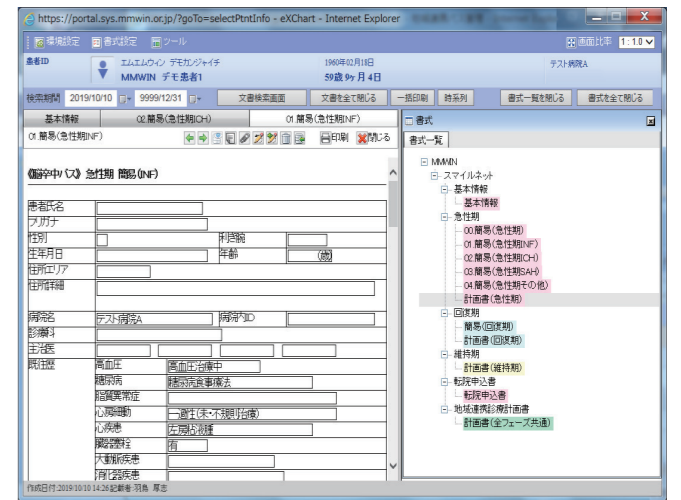 https://portal.sys.mmwin.or.jp/?goTo=selectPtntInfo - eXChart - Internet Explorer
環境設定 書式設定 ツール 画面比率 1:1.0
患者ID エムエムウィン デモカンジャイチ 1960年02月18日 テスト病院A
MMWIN デモ患者1 59歳 9ヶ月 4日
検索期間 2019/10/10 9999/12/31 文書検索画面 文書を全て閉じる 一括印刷 時系列 書式一覧を閉じる 書式を全て閉じる
基本情報 02.簡易(急性期ICH) 01.簡易(急性期INF) 書式
01.簡易(急性期INF) 印刷 閉じる 書式一覧
《脳卒中パス》 急性期 簡易(INF)
患者氏名
フリガナ
性別 利き腕
生年月日 年齢 (歳)
住所エリア
住所詳細
病院名 テスト病院A 病院内ID
診療科
主治医
既往歴 高血圧 高血圧治療中
糖尿病 糖尿病食事療法
脂質異常症
心房細動 一過性(未・不規則治療)
心疾患 左房粘液腫
臓器塞栓 有
大動脈疾患
消化器疾患
MMWIN
スマイルネット
基本情報
基本情報
急性期
00.簡易(急性期)
01.簡易(急性期INF)
02.簡易(急性期ICH)
03.簡易(急性期SAH)
04.簡易(急性期その他)
計画書(急性期)
回復期
簡易(回復期)
計画書(回復期)
維持期
計画書(維持期)
転院申込書
転院申込書
地域連携診療計画書
計画書(全フェーズ共通)
作成日付:2019/10/10 14:26 記載者:羽鳥 厚志